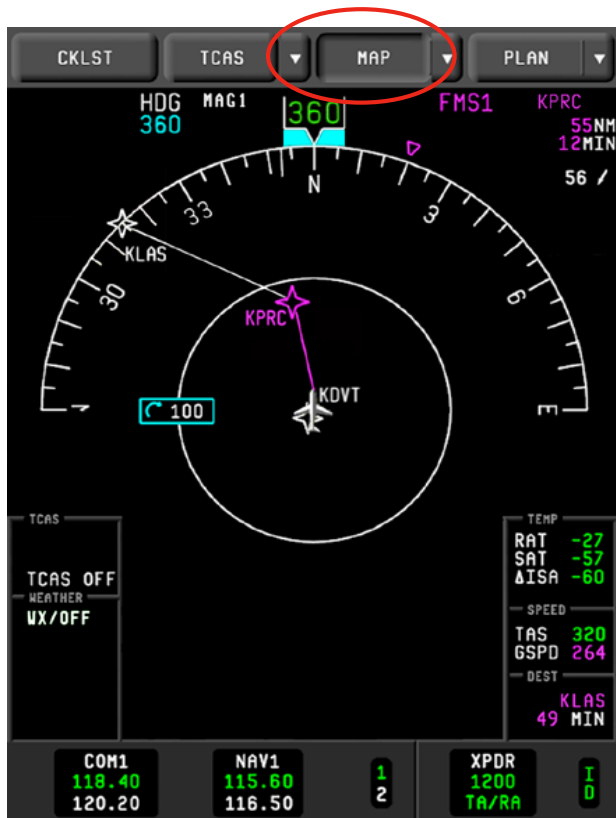 CKLST TCAS ▼ MAP ▼ PLAN ▼
HDG MAG1 360 FMS1 KPRC
360 55NM
12MIN
56
N
33 3
KLAS
30 6
KPRC
KDVT
100
E
TCAS
TCAS OFF
WEATHER
WX/OFF
TEMP
RAT -27
SAT -57
ΔISA -60
SPEED
TAS 320
GSPD 264
DEST
KLAS
49 MIN
COM1 NAV1 XPDR
118.40 115.60 1 1200 I
120.20 116.50 2 TA/RA D